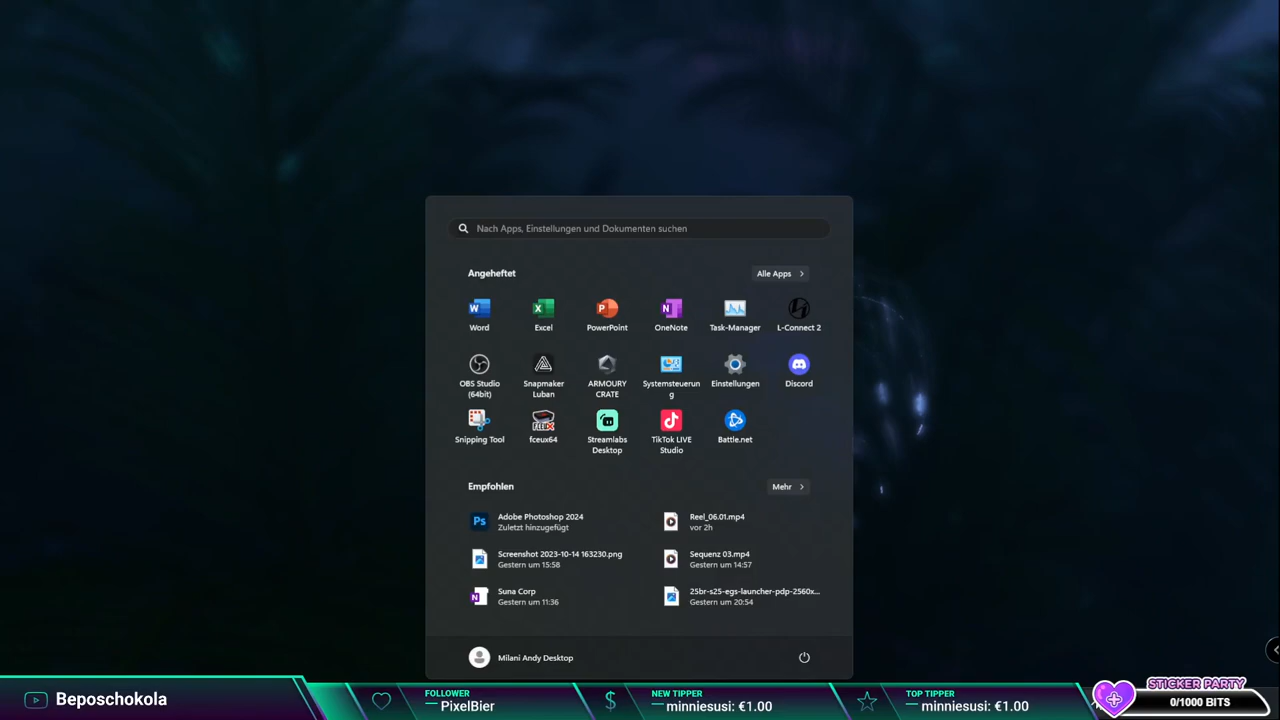 Nach Apps, Einstellungen und Dokumenten suchen
Angeheftet
Alle Apps
Word
Excel
PowerPoint
OneNote
Task-Manager
L-Connect 2
OBS Studio
(64bit)
Snapmaker
Luban
ARMOURY
CRATE
Systemsteuerun
g
Einstellungen
Discord
Snipping Tool
fceux64
Streamlabs
Desktop
TikTok LIVE
Studio
Battle.net
Empfohlen
Mehr
Adobe Photoshop 2024
Zuletzt hinzugefügt
Reel_06.01.mp4
vor 2h
Screenshot 2023-10-14 163230.png
Gestern um 15:58
Sequenz 03.mp4
Gestern um 14:57
Suna Corp
Gestern um 11:36
25br-s25-egs-launcher-pdp-2560x...
Gestern um 20:54
Milani Andy Desktop
Beposchokola
FOLLOWER
PixelBier
NEW TIPPER
minniesusi: €1.00
TOP TIPPER
minniesusi: €1.00
STICKER PARTY
0/1000 BITS